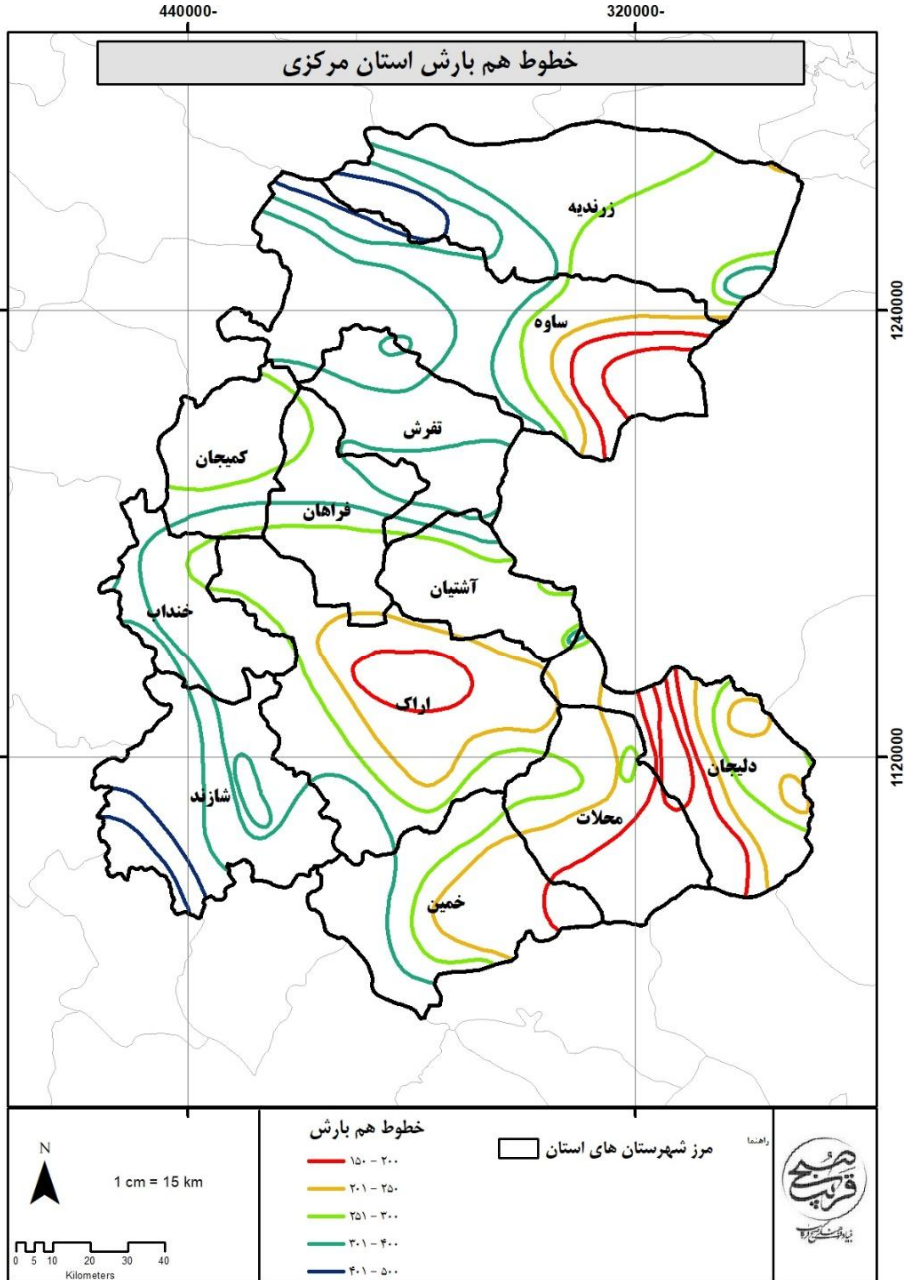 440000-
320000-
خطوط هم بارش استان مرکزی
زرندیه
1240000
ساوه
تفرش
کمیجان
فراهان
آشتیان
خنداب
اراک
1120000
دلیجان
شازند
محلات
خمین
خطوط هم بارش
۱۵۰ - ۲۰۰
۲۰۱ - ۲۵۰
۲۵۱ - ۳۰۰
۳۰۱ - ۴۰۰
۴۰۱ - ۵۰۰
راهنما
مرز شهرستان های استان
N
1 cm = 15 km
0 5 10 20 30 40
Kilometers